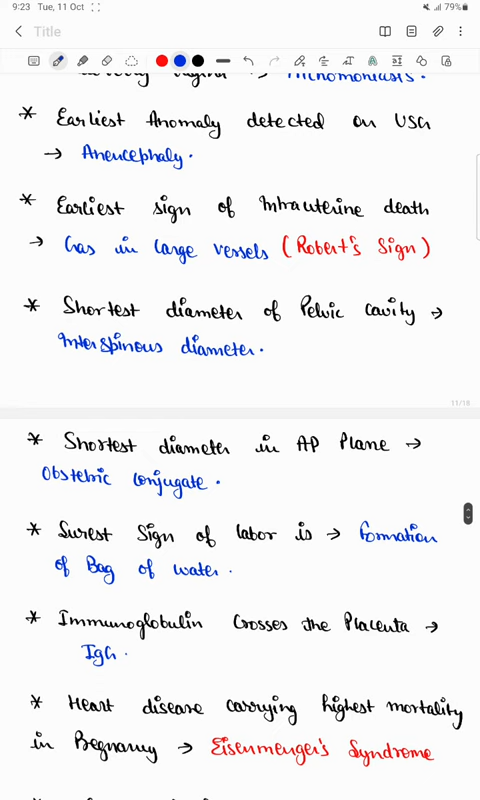 9:23 Tue, 11 Oct 79%
Title
Trichomoniasis.
* Earliest Anomaly detected on USG
→ Anencephaly.
* Earliest sign of Intrauterine death
→ Gas in large vessels (Robert's Sign)
* Shortest diameter of Pelvic cavity →
Interspinous diameter.
11/18
* Shortest diameter in AP Plane →
Obstetric conjugate.
* Surest Sign of labor is → Formation
of Bag of water.
* Immunoglobulin Crosses the Placenta →
IgG.
* Heart disease carrying highest mortality
in Pregnancy → Eisenmenger's Syndrome